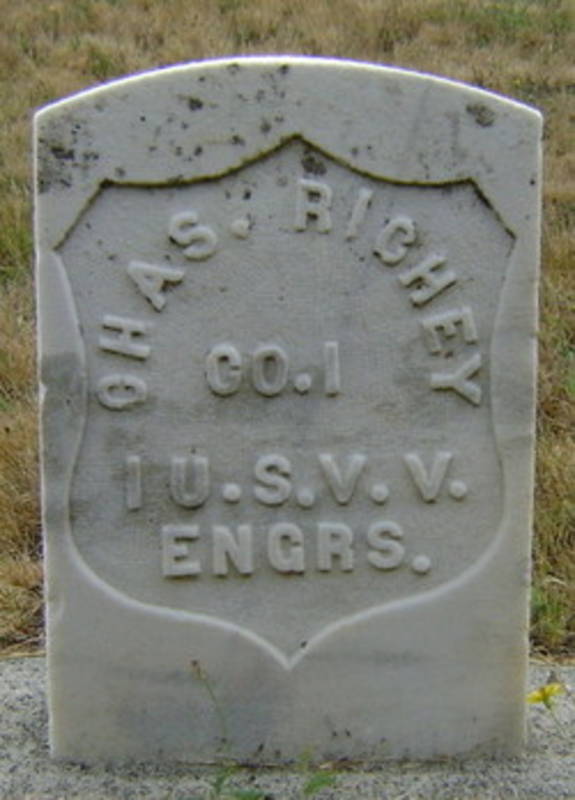 CHAS. RICHEY
CO. I
1 U.S.V.V.
ENGRS.